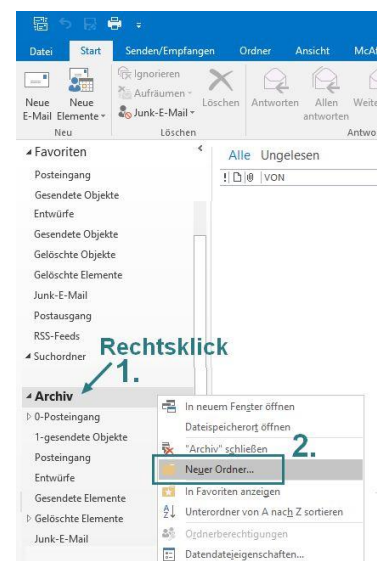 Datei Start Senden/Empfangen Ordner Ansicht McAf
Neue E-Mail
Neue Elemente
Ignorieren
Aufräumen
Junk-E-Mail
Löschen
Antworten
Allen antworten
Weite
Neu Löschen Antwo
Favoriten
Posteingang
Gesendete Objekte
Entwürfe
Gesendete Objekte
Gelöschte Objekte
Gelöschte Elemente
Junk-E-Mail
Postausgang
RSS-Feeds
Suchordner
Alle Ungelesen
! VON
Rechtsklick
1.
Archiv
0-Posteingang
1-gesendete Objekte
Posteingang
Entwürfe
Gesendete Elemente
Gelöschte Elemente
Junk-E-Mail
In neuem Fenster öffnen
Dateispeicherort öffnen
"Archiv" schließen
2.
Neuer Ordner...
In Favoriten anzeigen
Unterordner von A nach Z sortieren
Ordnerberechtigungen
Datendateieigenschaften...